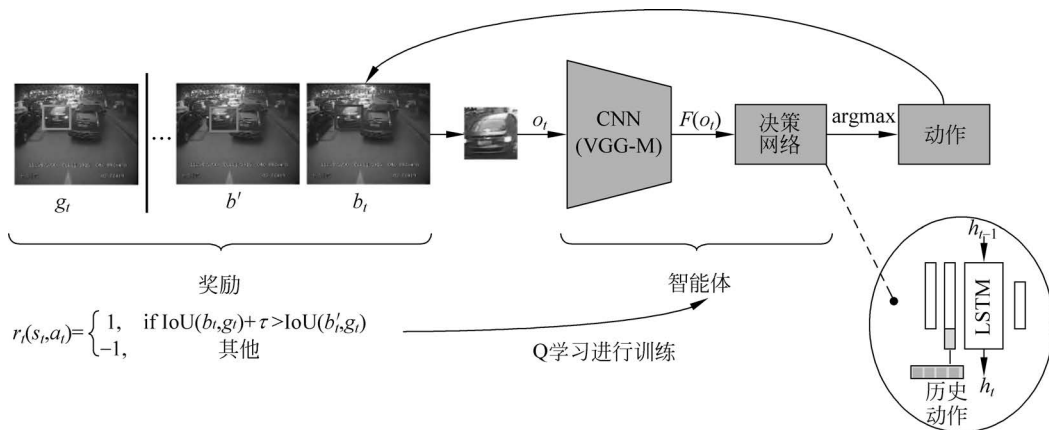 g_t
...
b′
b_t
o_t
CNN
(VGG-M)
F(o_t)
决策
网络
argmax
动作
奖励
r_t(s_t,a_t)={ 1, if IoU(b_t,g_t)+τ>IoU(b′_t,g_t)
−1, 其他
智能体
Q学习进行训练
h_{t−1}
LSTM
h_t
历史
动作